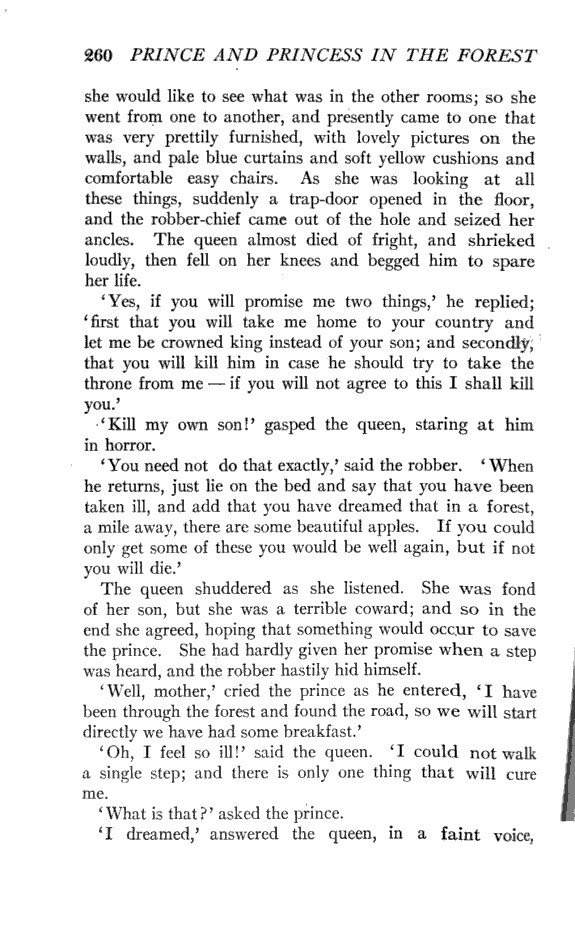 260 PRINCE AND PRINCESS IN THE FOREST
she would like to see what was in the other rooms; so she
went from one to another, and presently came to one that
was very prettily furnished, with lovely pictures on the
walls, and pale blue curtains and soft yellow cushions and
comfortable easy chairs. As she was looking at all
these things, suddenly a trap-door opened in the floor,
and the robber-chief came out of the hole and seized her
ancles. The queen almost died of fright, and shrieked
loudly, then fell on her knees and begged him to spare
her life.
‘Yes, if you will promise me two things,’ he replied;
‘first that you will take me home to your country and
let me be crowned king instead of your son; and secondly,
that you will kill him in case he should try to take the
throne from me — if you will not agree to this I shall kill
you.’
‘Kill my own son!’ gasped the queen, staring at him
in horror.
‘You need not do that exactly,’ said the robber. ‘When
he returns, just lie on the bed and say that you have been
taken ill, and add that you have dreamed that in a forest,
a mile away, there are some beautiful apples. If you could
only get some of these you would be well again, but if not
you will die.’
The queen shuddered as she listened. She was fond
of her son, but she was a terrible coward; and so in the
end she agreed, hoping that something would occur to save
the prince. She had hardly given her promise when a step
was heard, and the robber hastily hid himself.
‘Well, mother,’ cried the prince as he entered, ‘I have
been through the forest and found the road, so we will start
directly we have had some breakfast.’
‘Oh, I feel so ill!’ said the queen. ‘I could not walk
a single step; and there is only one thing that will cure
me.
‘What is that?’ asked the prince.
‘I dreamed,’ answered the queen, in a faint voice,